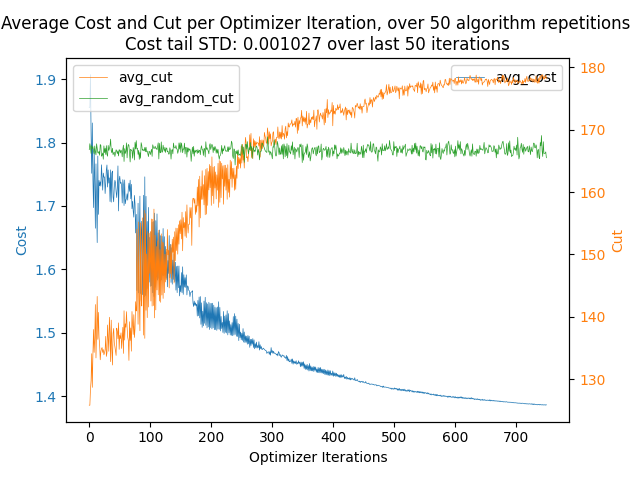 Average Cost and Cut per Optimizer Iteration, over 50 algorithm repetitions
Cost tail STD: 0.001027 over last 50 iterations
avg_cut
avg_random_cut
avg_cost
1.9
1.8
1.7
1.6
1.5
1.4
Cost
180
170
160
150
140
130
Cut
0 100 200 300 400 500 600 700
Optimizer Iterations